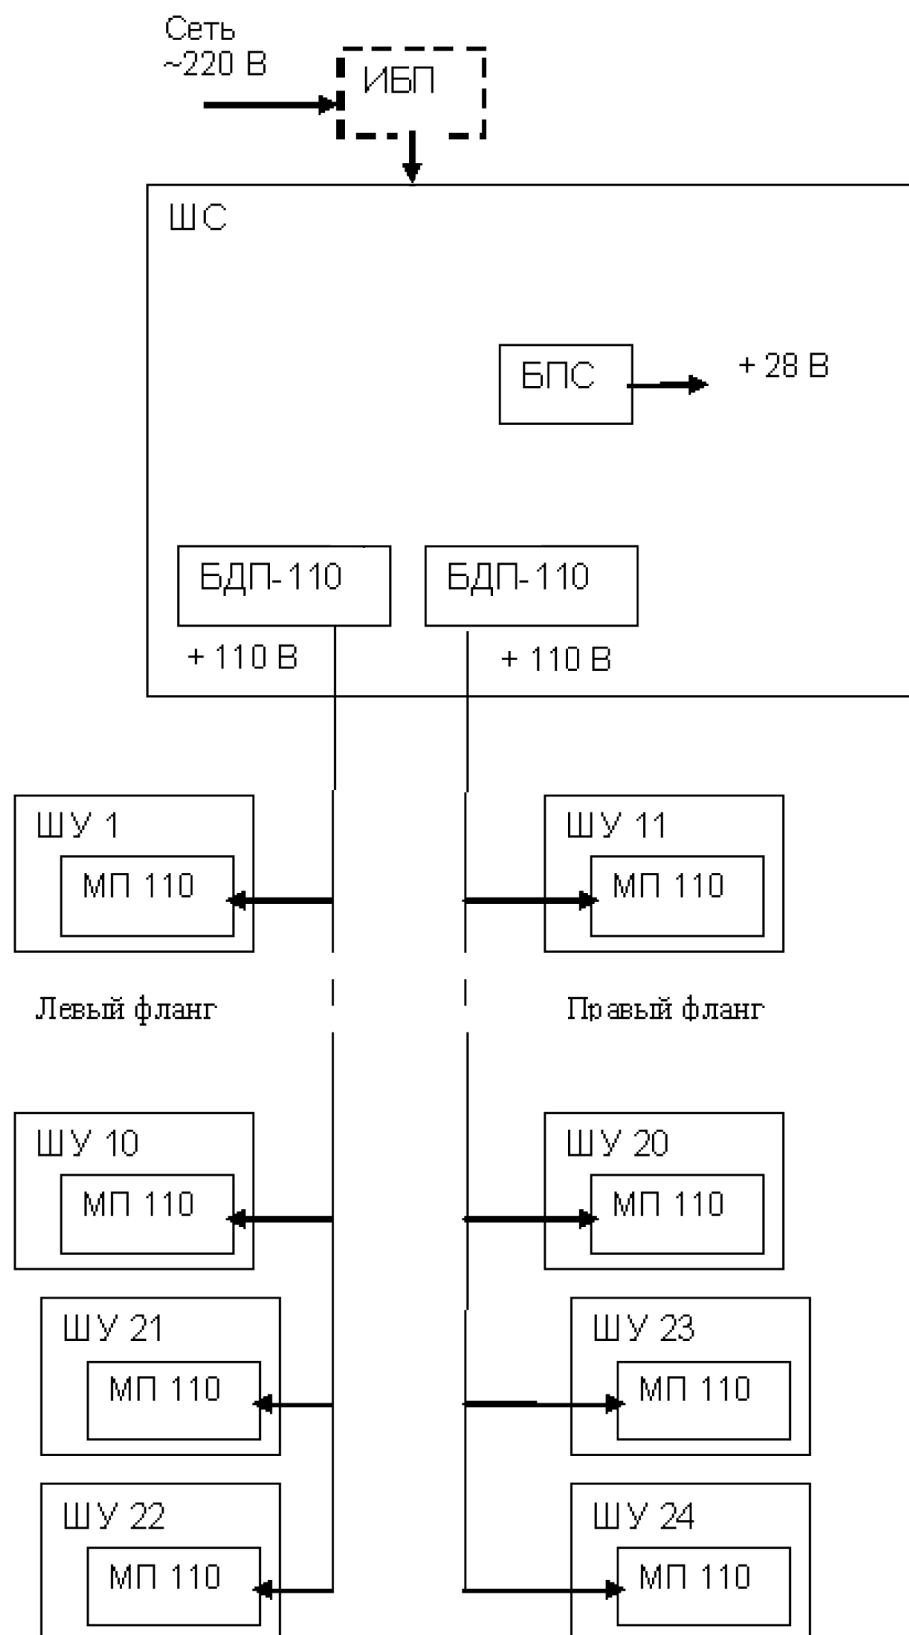 Сеть
~220 В
ИБП
ШС
БПС
+ 28 В
БДП-110
БДП-110
+ 110 В
+ 110 В
ШУ 1
ШУ 11
МП 110
МП 110
Левый фланг
Правый фланг
ШУ 10
ШУ 20
МП 110
МП 110
ШУ 21
ШУ 23
МП 110
МП 110
ШУ 22
ШУ 24
МП 110
МП 110